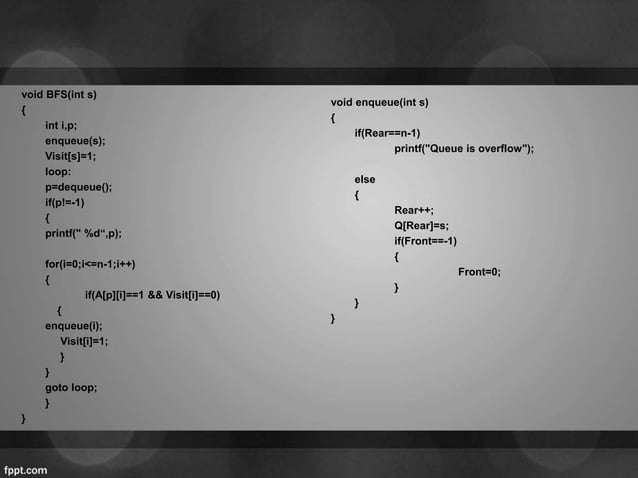 void BFS(int s)
{
int i,p;
enqueue(s);
Visit[s]=1;
loop:
p=dequeue();
if(p!=-1)
{
printf(" %d“,p);
for(i=0;i<=n-1;i++)
{
if(A[p][i]==1 && Visit[i]==0)
{
enqueue(i);
Visit[i]=1;
}
}
goto loop;
}
}
void enqueue(int s)
{
if(Rear==n-1)
printf("Queue is overflow");
else
{
Rear++;
Q[Rear]=s;
if(Front==-1)
{
Front=0;
}
}
}
fppt.com